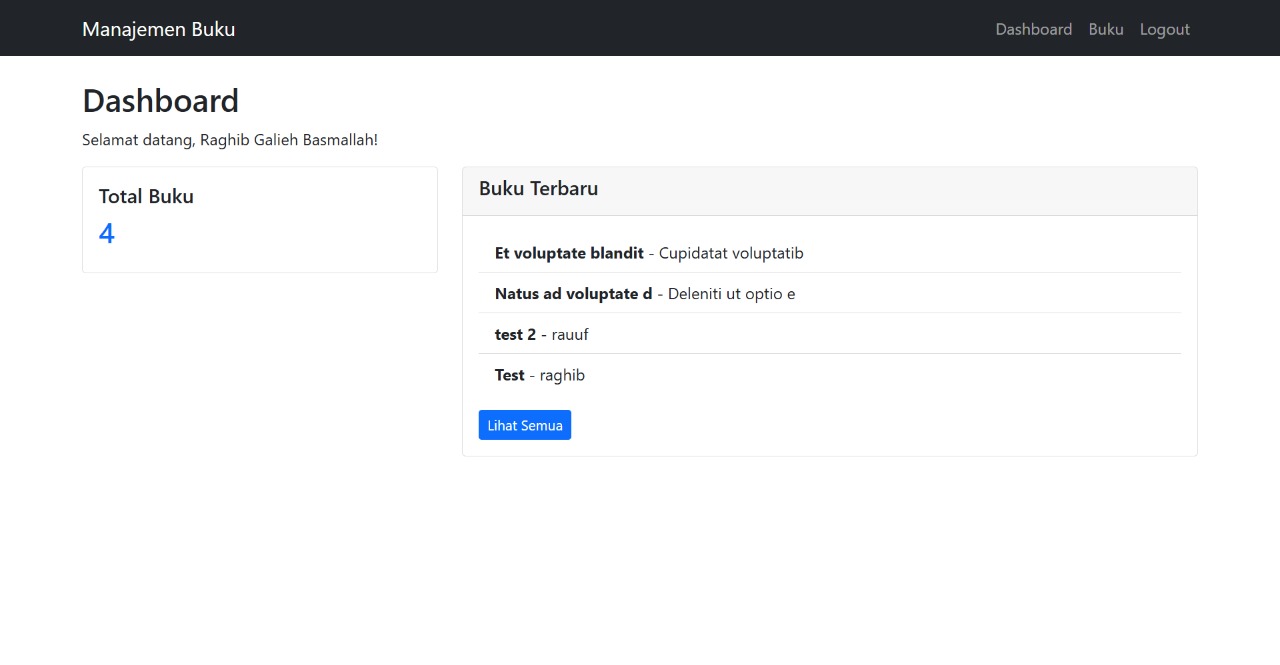 Manajemen Buku
Dashboard Buku Logout
Dashboard
Selamat datang, Raghib Galieh Basmallah!
Total Buku
4
Buku Terbaru
Et voluptate blandit - Cupidatat voluptatib
Natus ad voluptate d - Deleniti ut optio e
test 2 - rauuf
Test - raghib
Lihat Semua